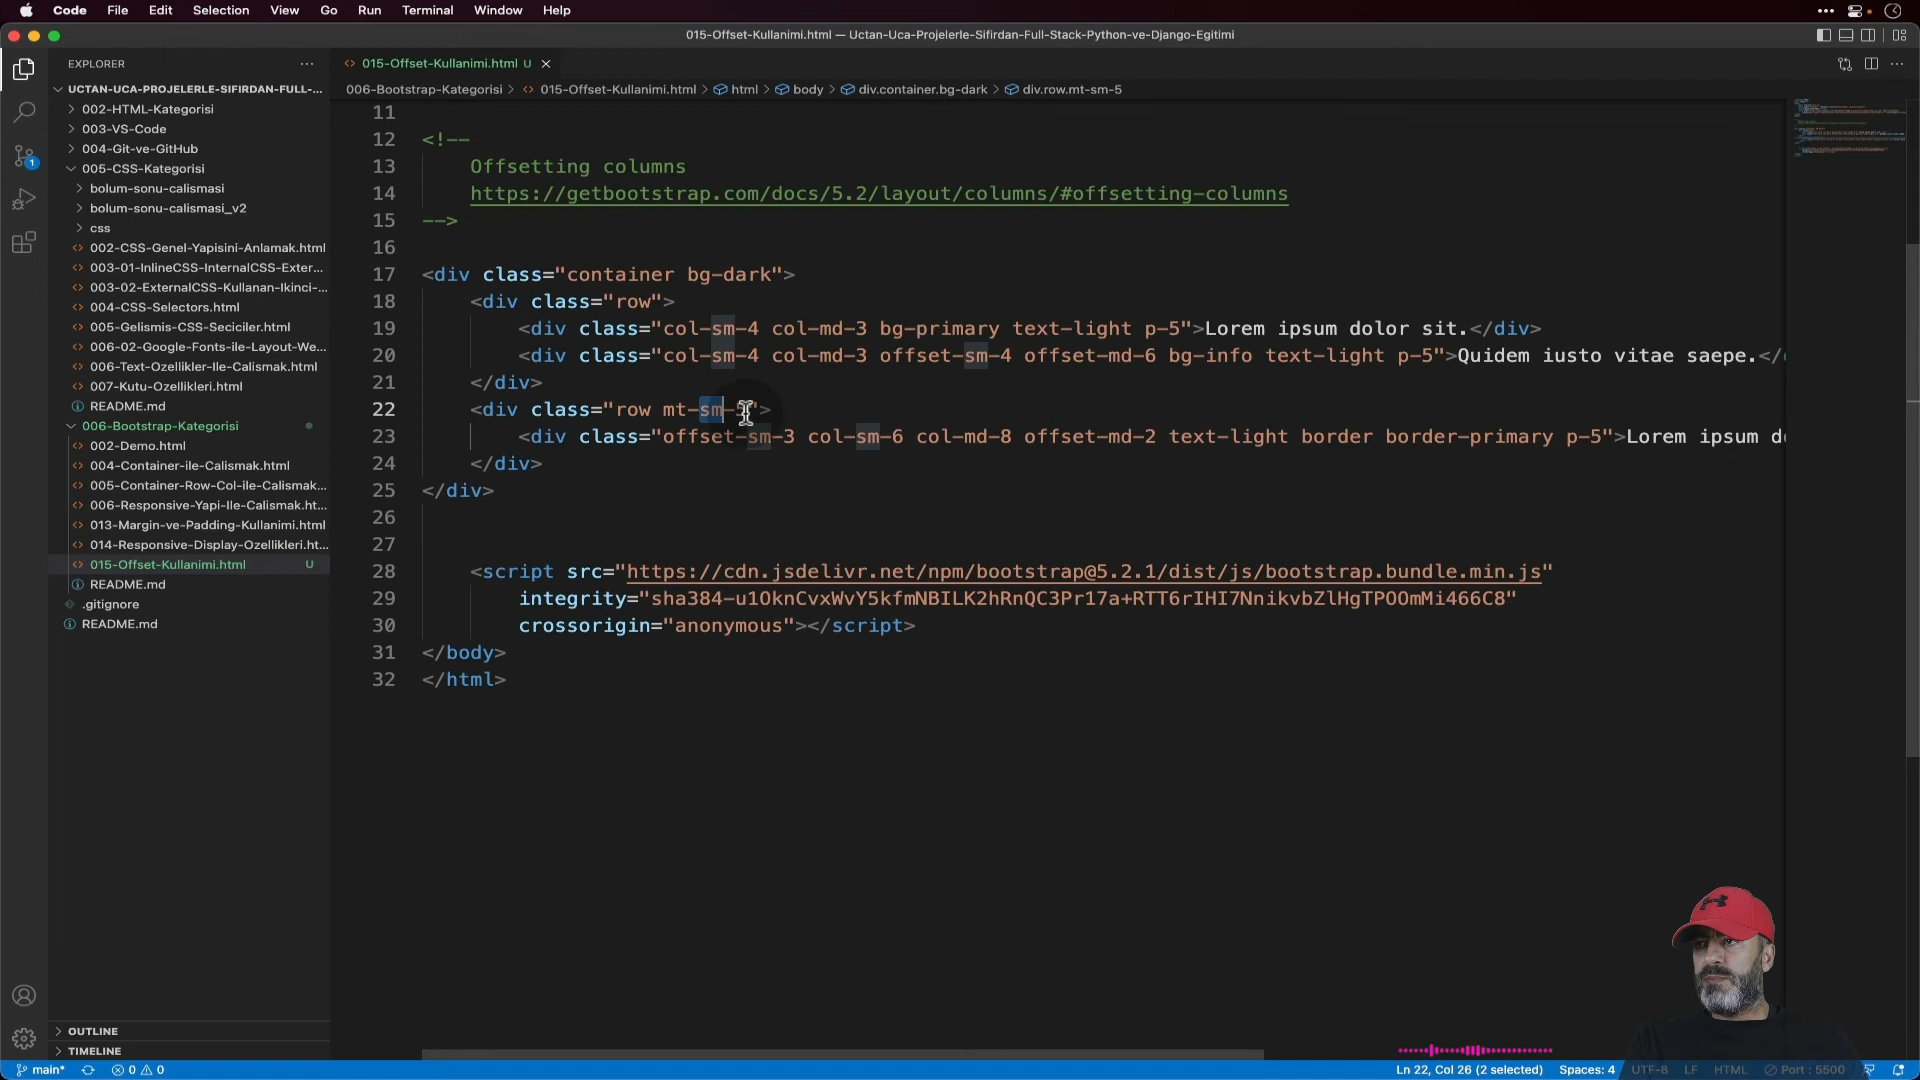 Code File Edit Selection View Go Run Terminal Window Help
015-Offset-Kullanimi.html — Uctan-Uca-Projelerle-Sifirdan-Full-Stack-Python-ve-Django-Egitimi
EXPLORER
015-Offset-Kullanimi.html U
006-Bootstrap-Kategorisi > 015-Offset-Kullanimi.html > html > body > div.container.bg-dark > div.row.mt-sm-5
UCTAN-UCA-PROJELERLE-SIFIRDAN-FULL-...
002-HTML-Kategorisi
003-VS-Code
004-Git-ve-GitHub
005-CSS-Kategorisi
bolum-sonu-calismasi
bolum-sonu-calismasi_v2
css
002-CSS-Genel-Yapisini-Anlamak.html
003-01-InlineCSS-InternalCSS-Exter...
003-02-ExternalCSS-Kullanan-Ikinci-...
004-CSS-Selectors.html
005-Gelismis-CSS-Seciciler.html
006-02-Google-Fonts-ile-Layout-We...
006-Text-Ozellikler-Ile-Calismak.html
007-Kutu-Ozellikleri.html
README.md
006-Bootstrap-Kategorisi
002-Demo.html
004-Container-ile-Calismak.html
005-Container-Row-Col-ile-Calismak...
006-Responsive-Yapi-Ile-Calismak.ht...
013-Margin-ve-Padding-Kullanimi.html
014-Responsive-Display-Ozellikleri.ht...
015-Offset-Kullanimi.html U
README.md
.gitignore
README.md
OUTLINE
TIMELINE
11
12 <!--
13 Offsetting columns
14 https://getbootstrap.com/docs/5.2/layout/columns/#offsetting-columns
15 -->
16
17 <div class="container bg-dark">
18 <div class="row">
19 <div class="col-sm-4 col-md-3 bg-primary text-light p-5">Lorem ipsum dolor sit.</div>
20 <div class="col-sm-4 col-md-3 offset-sm-4 offset-md-6 bg-info text-light p-5">Quidem iusto vitae saepe.</
21 </div>
22 <div class="row mt-sm-5">
23 <div class="offset-sm-3 col-sm-6 col-md-8 offset-md-2 text-light border border-primary p-5">Lorem ipsum
24 </div>
25 </div>
26
27
28 <script src="https://cdn.jsdelivr.net/npm/bootstrap@5.2.1/dist/js/bootstrap.bundle.min.js"
29 integrity="sha384-u1OknCvxWvY5kfmNBILK2hRnQC3Pr17a+RTT6rIHI7NnikvbZlHgTPOOmMi466C8"
30 crossorigin="anonymous"></script>
31 </body>
32 </html>
1
main* 0 0 Ln 22, Col 26 (2 selected) Spaces: 4 UTF-8 LF HTML Port : 5500